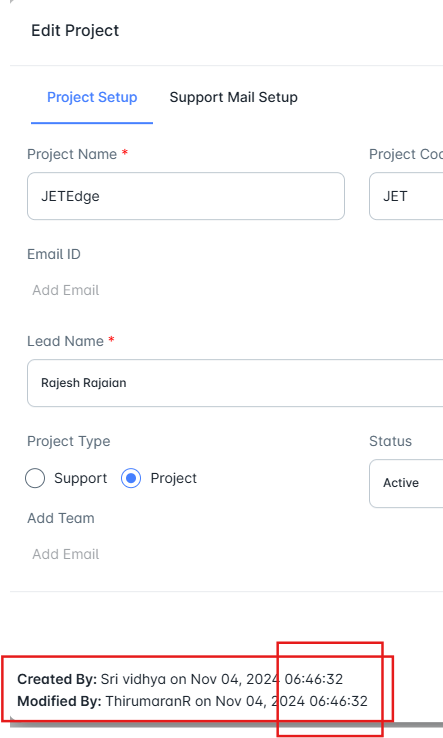 Edit Project
Project Setup Support Mail Setup
Project Name * Project Coc
JETEdge JET
Email ID
Add Email
Lead Name *
Rajesh Rajaian
Project Type Status
Support Project Active
Add Team
Add Email
Created By: Sri vidhya on Nov 04, 2024 06:46:32
Modified By: ThirumaranR on Nov 04, 2024 06:46:32